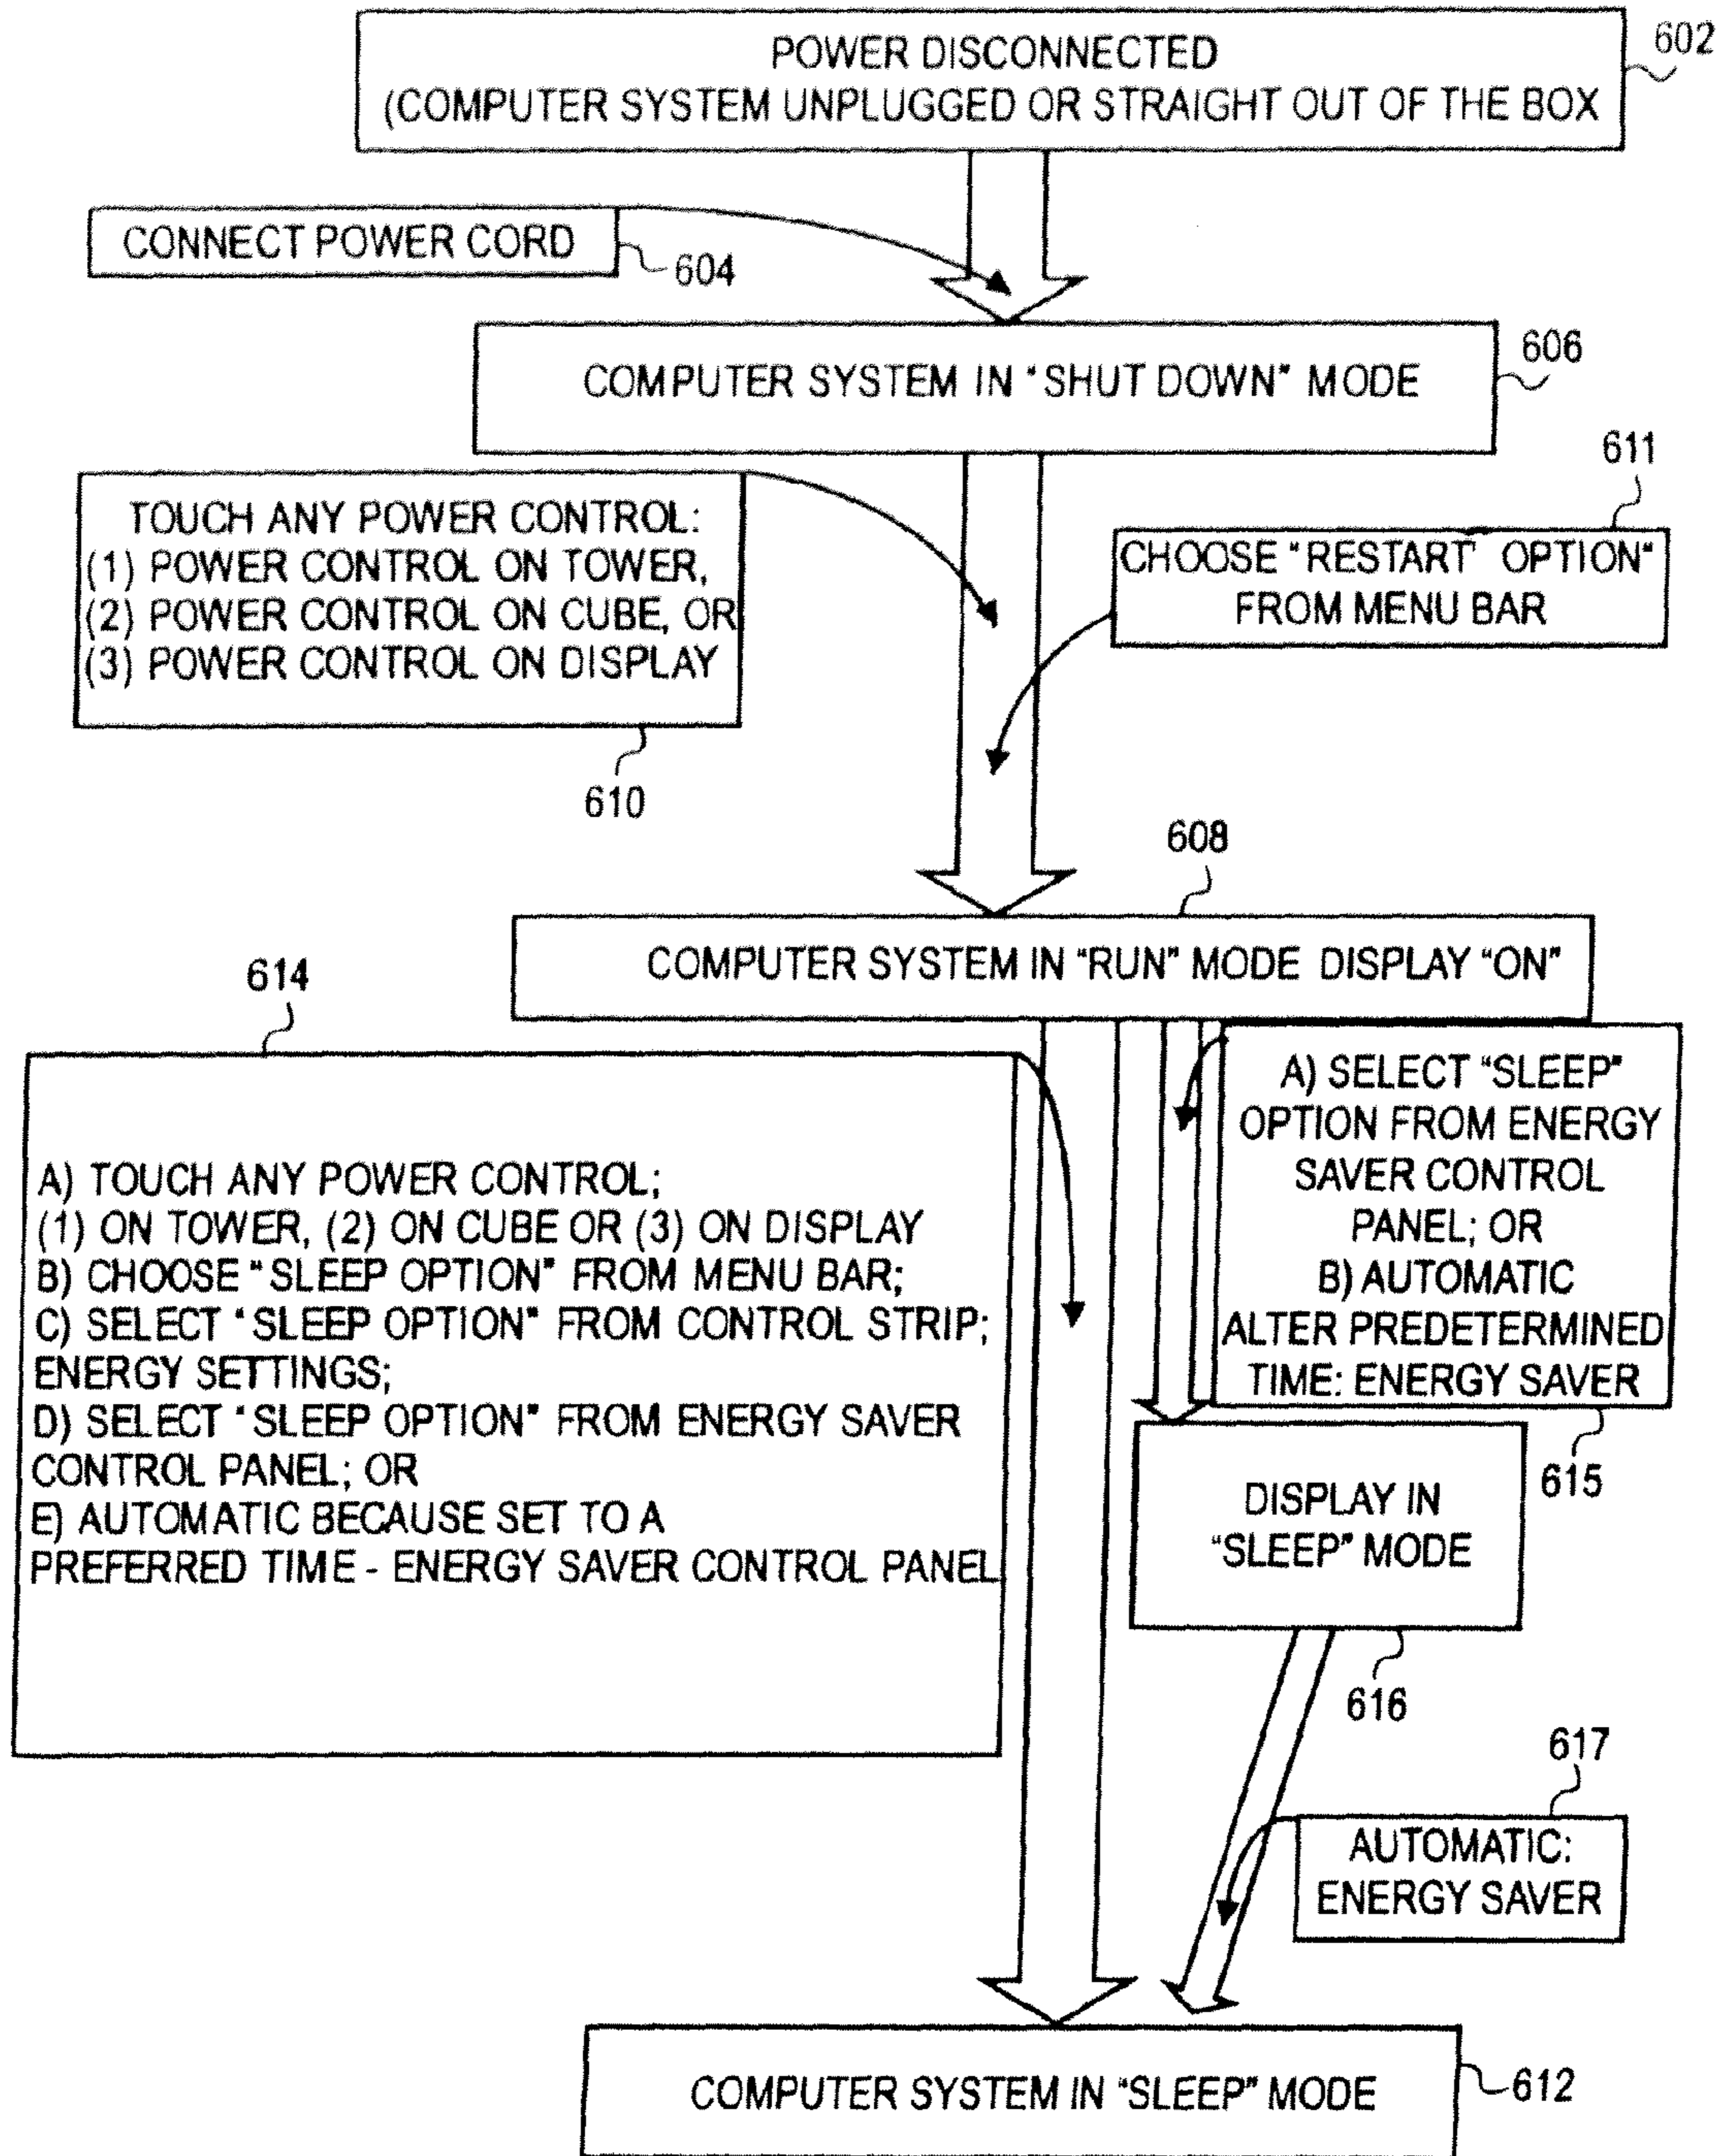 POWER DISCONNECTED
(COMPUTER SYSTEM UNPLUGGED OR STRAIGHT OUT OF THE BOX
602
CONNECT POWER CORD
604
COMPUTER SYSTEM IN "SHUT DOWN" MODE
606
611
TOUCH ANY POWER CONTROL:
(1) POWER CONTROL ON TOWER,
(2) POWER CONTROL ON CUBE, OR
(3) POWER CONTROL ON DISPLAY
610
CHOOSE "RESTART' OPTION"
FROM MENU BAR
608
COMPUTER SYSTEM IN "RUN" MODE DISPLAY "ON"
614
A) TOUCH ANY POWER CONTROL;
(1) ON TOWER, (2) ON CUBE OR (3) ON DISPLAY
B) CHOOSE "SLEEP OPTION" FROM MENU BAR;
C) SELECT "SLEEP OPTION" FROM CONTROL STRIP;
ENERGY SETTINGS;
D) SELECT "SLEEP OPTION" FROM ENERGY SAVER
CONTROL PANEL; OR
E) AUTOMATIC BECAUSE SET TO A
PREFERRED TIME - ENERGY SAVER CONTROL PANEL
A) SELECT "SLEEP"
OPTION FROM ENERGY
SAVER CONTROL
PANEL; OR
B) AUTOMATIC
ALTER PREDETERMINED
TIME: ENERGY SAVER
615
DISPLAY IN
"SLEEP" MODE
616
617
AUTOMATIC:
ENERGY SAVER
COMPUTER SYSTEM IN "SLEEP" MODE
612